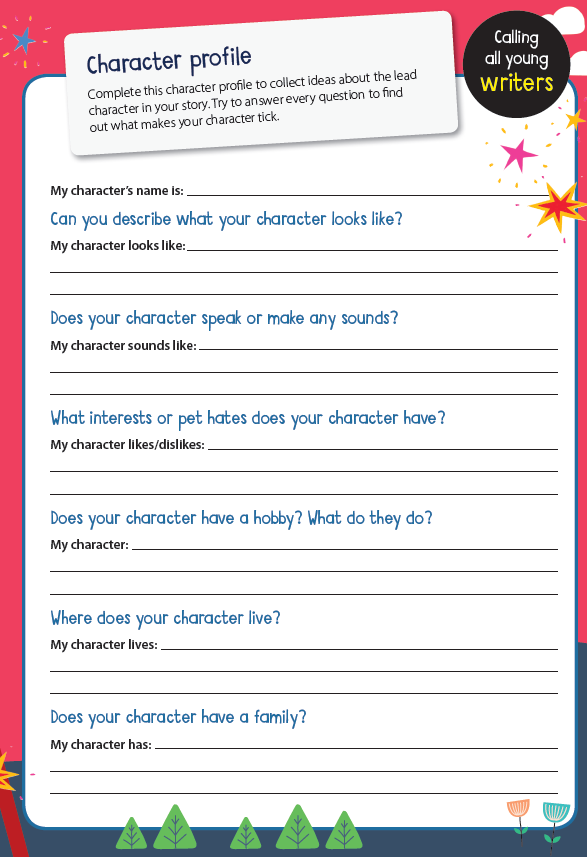 Character profile
Complete this character profile to collect ideas about the lead
character in your story. Try to answer every question to find
out what makes your character tick.
Calling
all young
writers
My character's name is:
Can you describe what your character looks like?
My character looks like:
Does your character speak or make any sounds?
My character sounds like:
What interests or pet hates does your character have?
My character likes/dislikes:
Does your character have a hobby? What do they do?
My character:
Where does your character live?
My character lives:
Does your character have a family?
My character has: